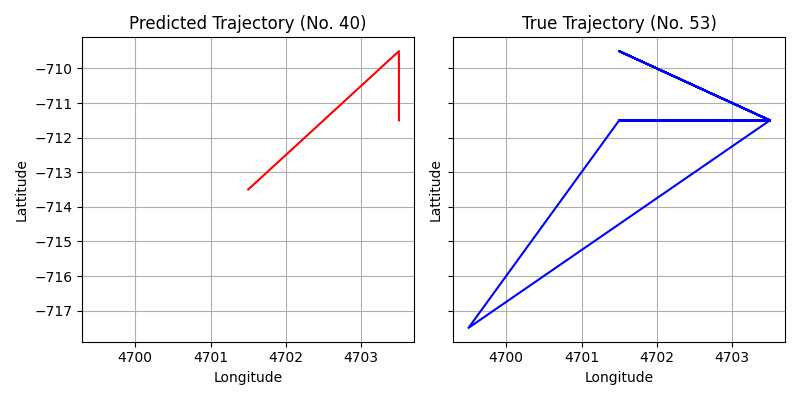 Predicted Trajectory (No. 40)
True Trajectory (No. 53)
Lattitude
−710
−711
−712
−713
−714
−715
−716
−717
4700
4701
4702
4703
Longitude
Lattitude
4700
4701
4702
4703
Longitude